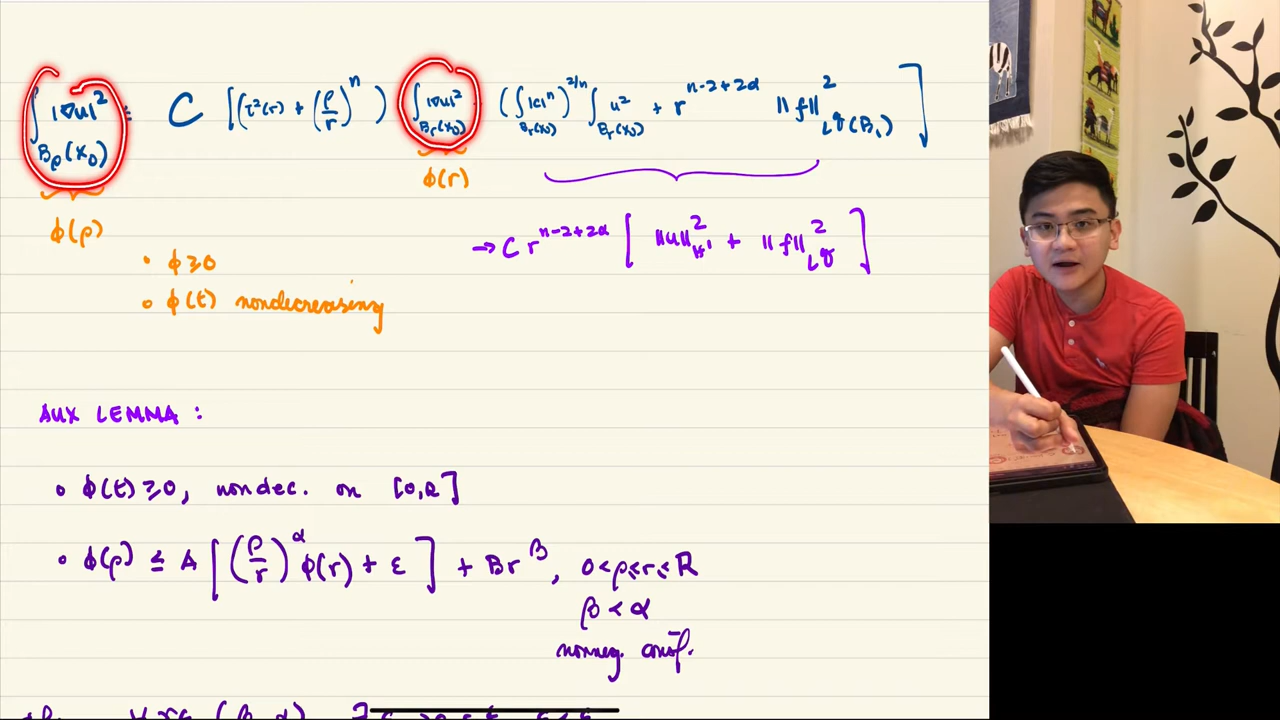 ∫_{B_ρ(x_0)} |∇u|² ≤ C [(τ²(r) + (ρ/r)^n) ∫_{B_r(x_0)} |∇u|² (∫_{B_r(x_0)} |c|^n)^{2/n} ∫_{B_r(x_0)} u² + r^{n-2+2α} ||f||²_{L^q(B_1)}]
ϕ(ρ)
ϕ(r)
→ C r^{n-2+2α} [ ||u||²_{H^1} + ||f||²_{L^q} ]
• ϕ≥0
• ϕ(t) nondecreasing
AUX LEMMA :
• ϕ(t) ≥0, nondec. on [0,R]
• ϕ(ρ) ≤ A [(ρ/r)^α ϕ(r) + ε] + Br^β, 0<ρ≤r≤R
β < α
nonneg. const.